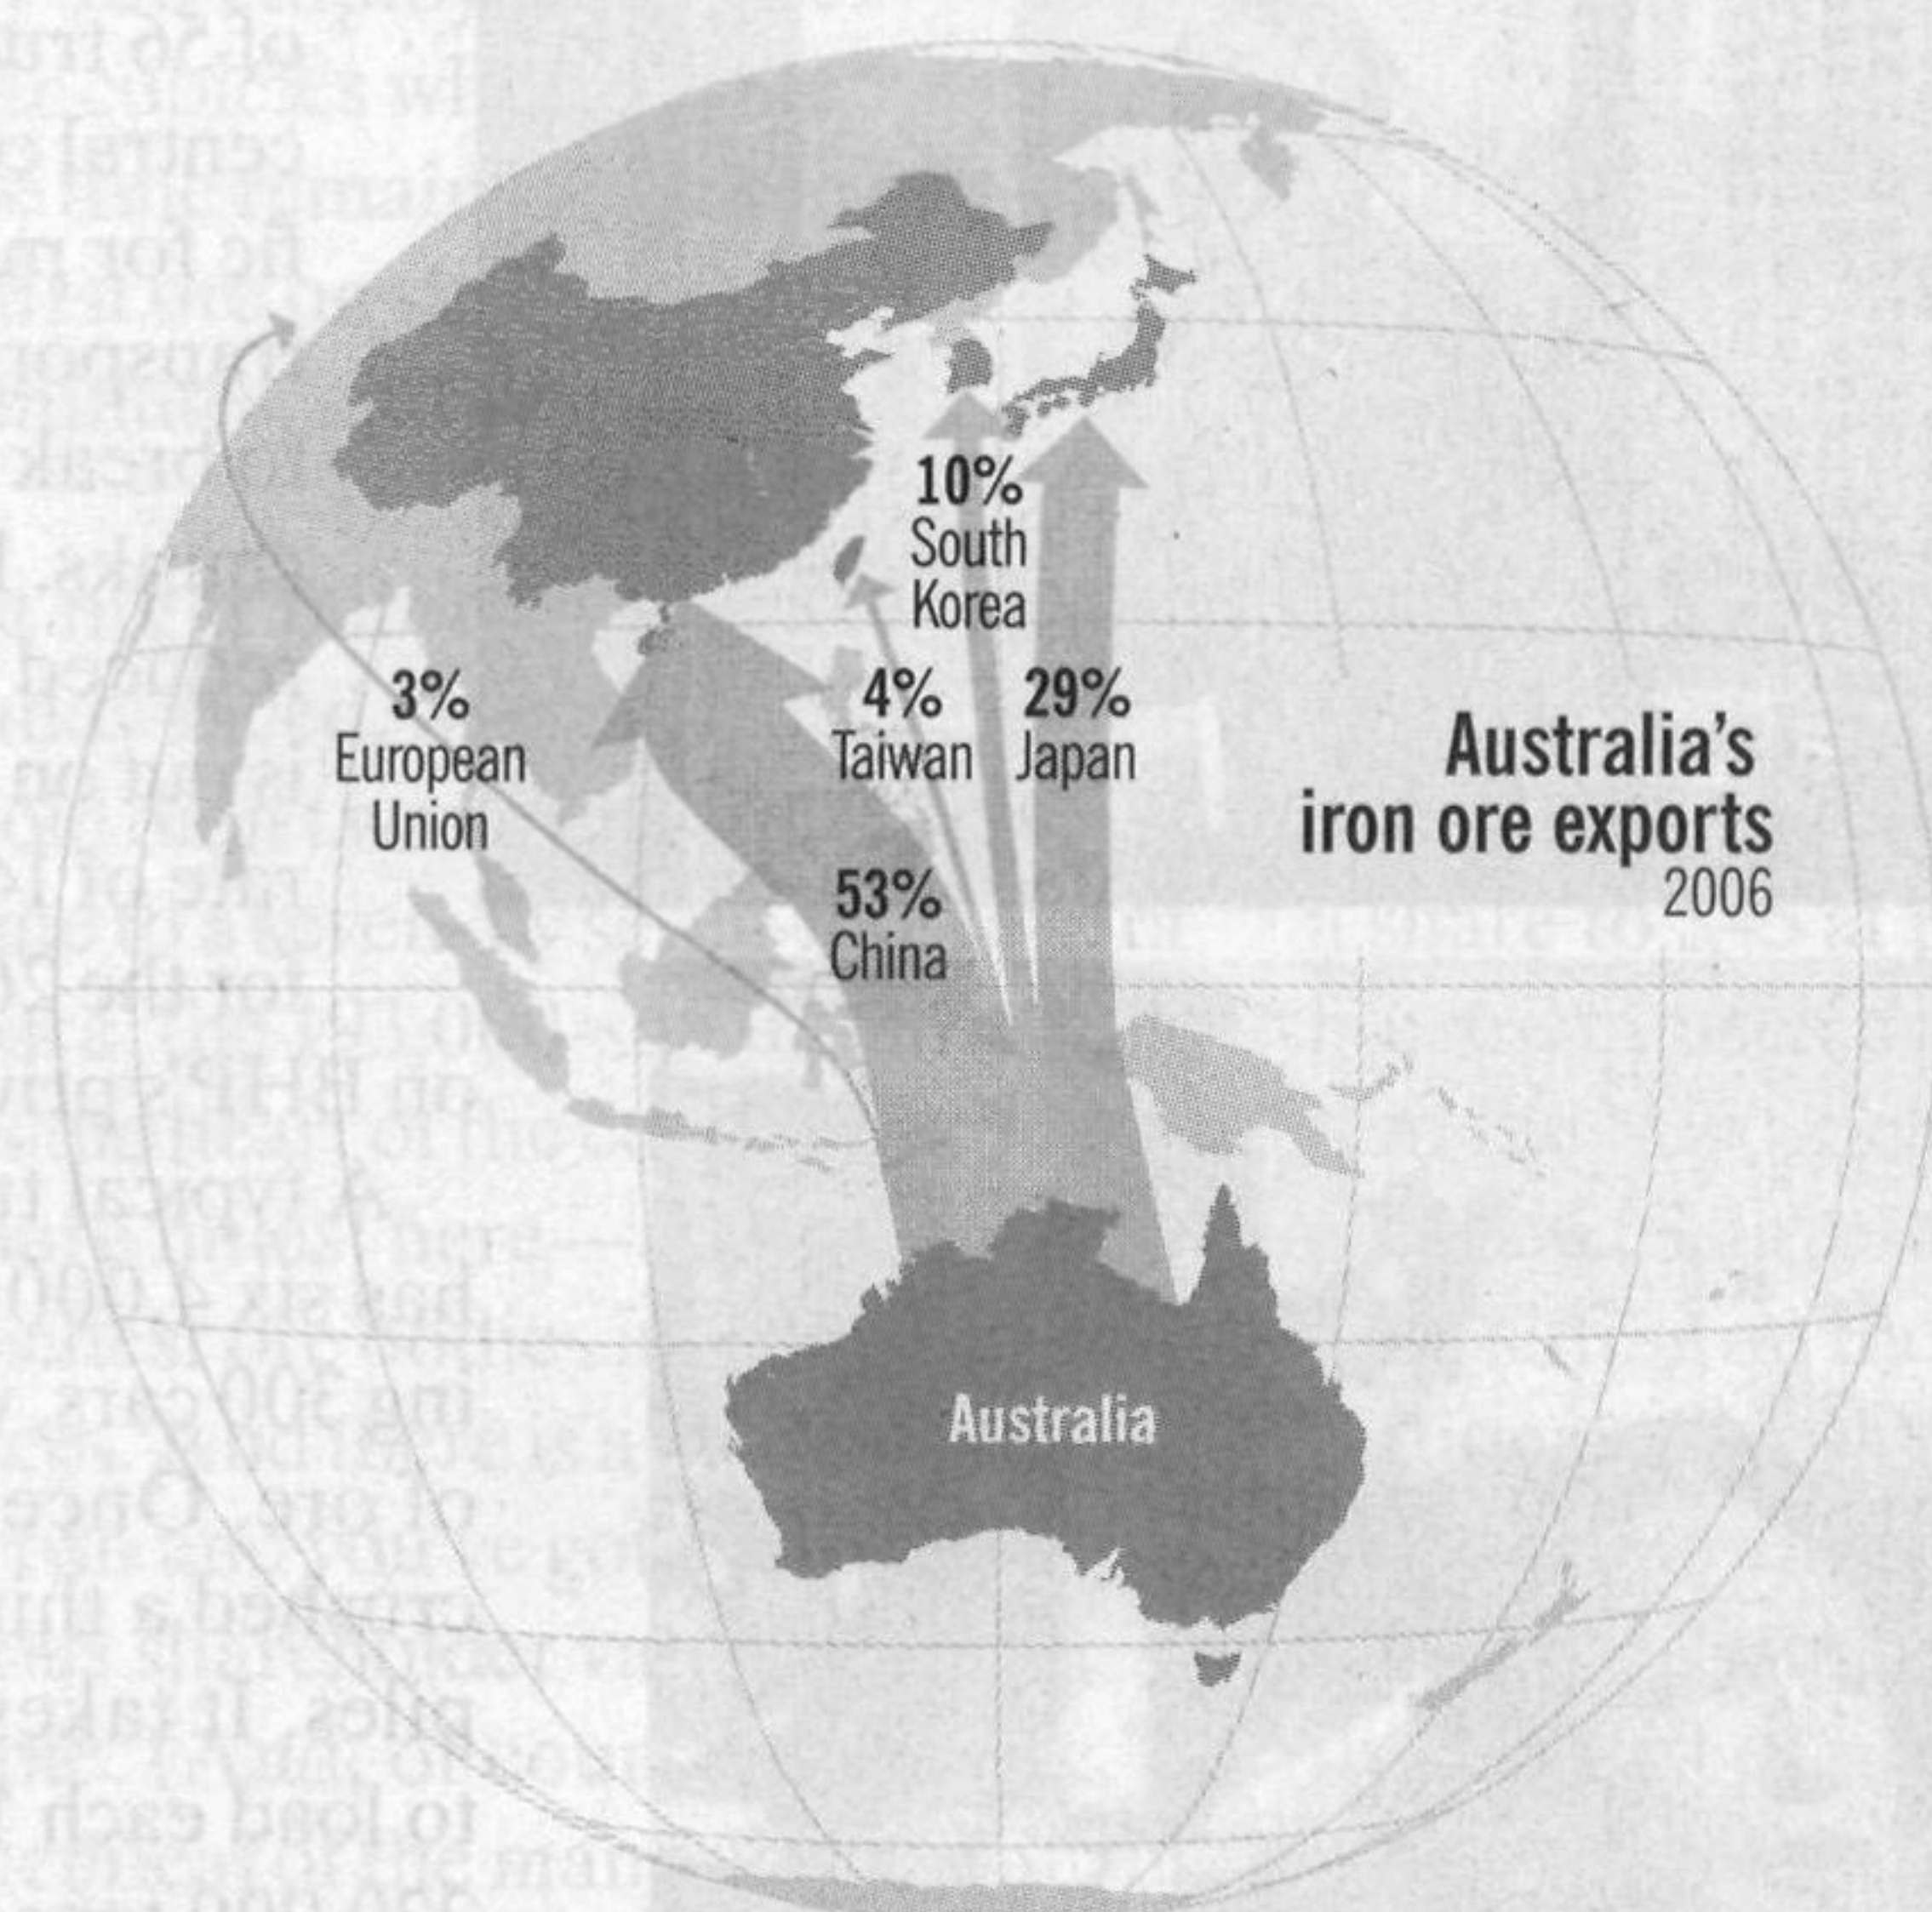 10%
South
Korea
3%
European
Union
4%
Taiwan
29%
Japan
53%
China
Australia's
iron ore exports
2006
Australia